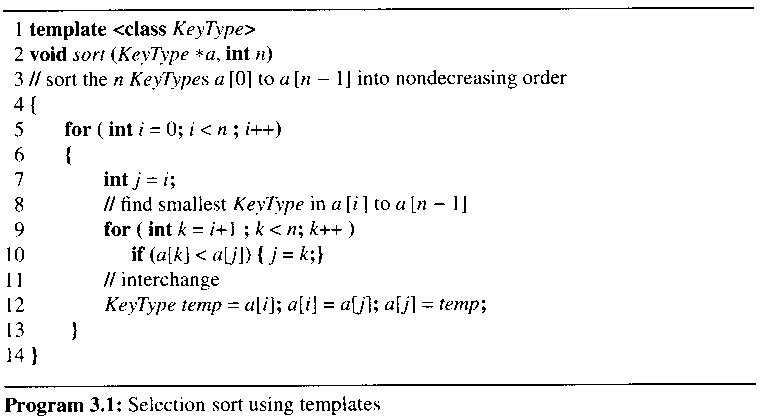 1 template <class KeyType>
2 void sort (KeyType *a, int n)
3 // sort the n KeyTypes a [0] to a [n − 1] into nondecreasing order
4 {
5 for ( int i = 0; i < n ; i++)
6 {
7 int j = i;
8 // find smallest KeyType in a [i ] to a [n − 1]
9 for ( int k = i+1 ; k < n; k++ )
10 if (a[k] < a[j]) { j = k;}
11 // interchange
12 KeyType temp = a[i]; a[i] = a[j]; a[j] = temp;
13 }
14 }
Program 3.1: Selection sort using templates